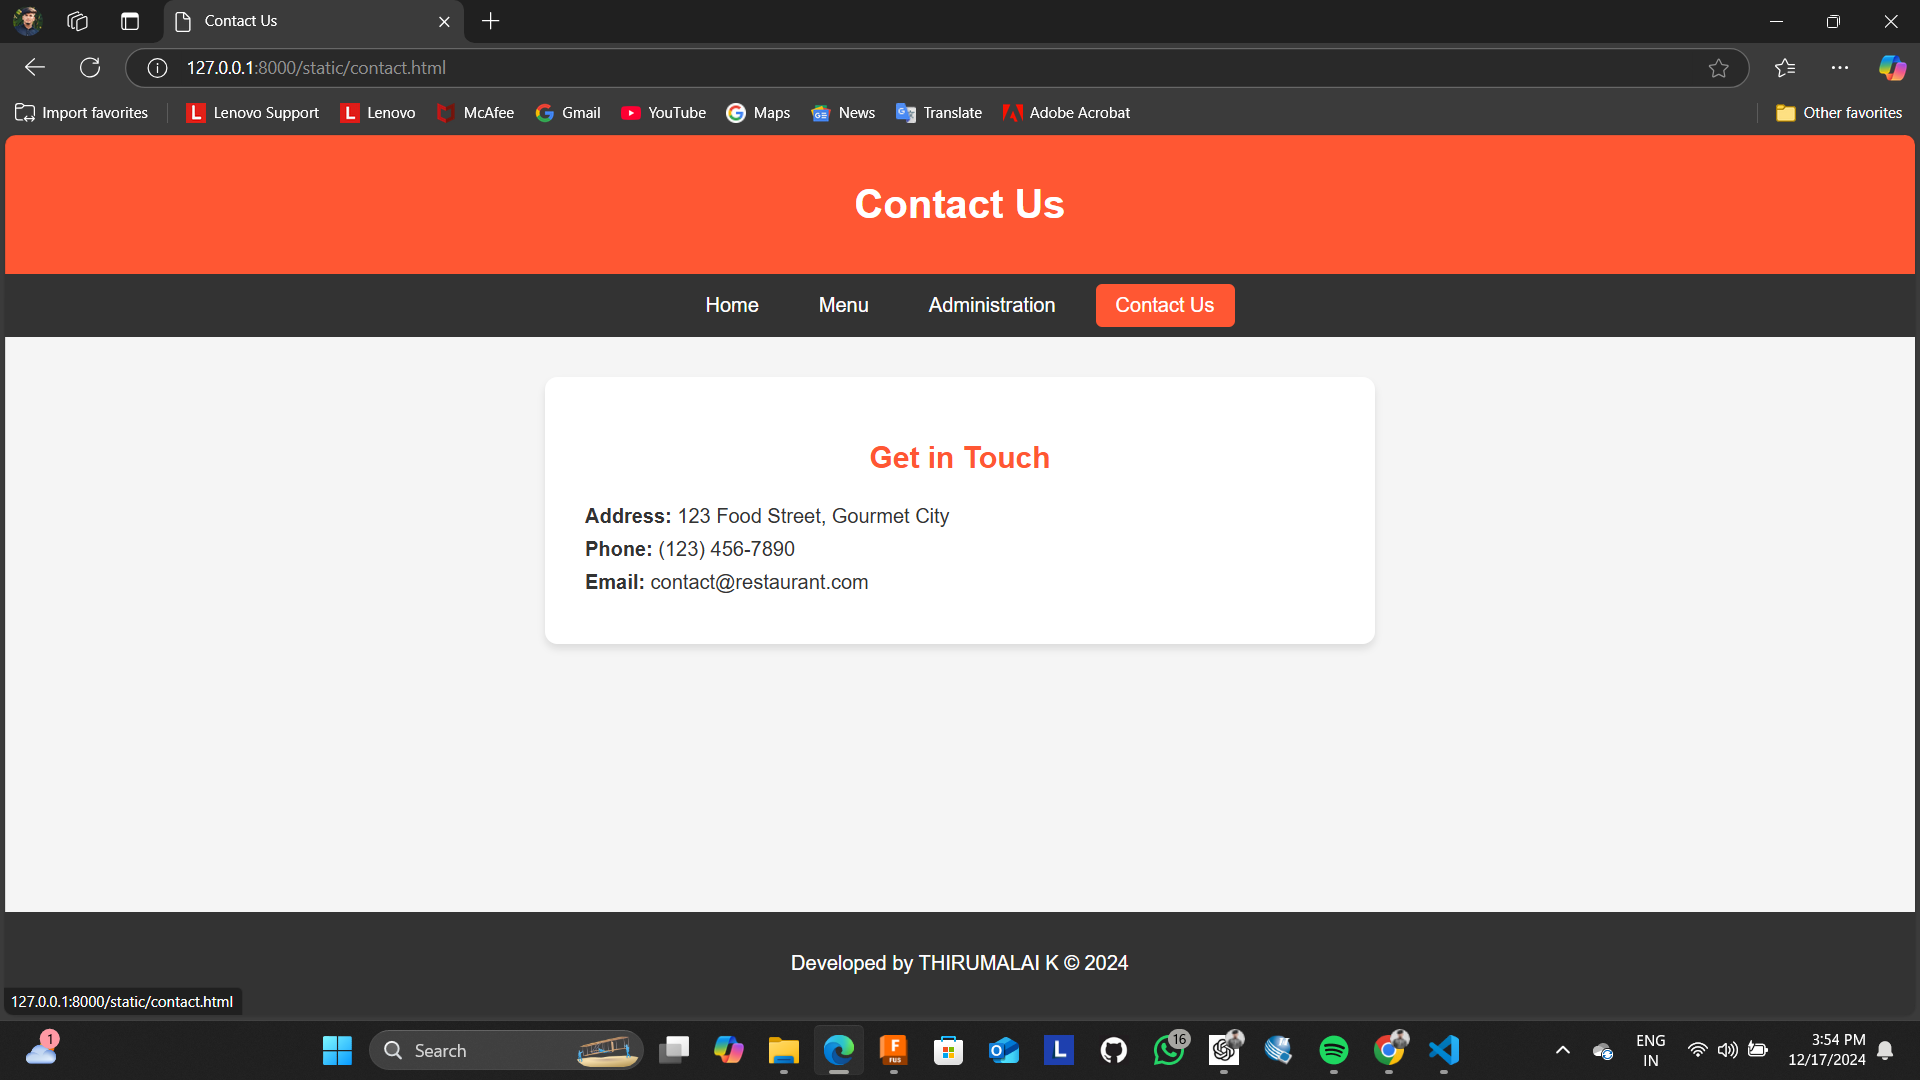 Contact Us
127.0.0.1:8000/static/contact.html
Import favorites
Lenovo Support
Lenovo
McAfee
Gmail
YouTube
Maps
News
Translate
Adobe Acrobat
Other favorites
Contact Us
Home
Menu
Administration
Contact Us
Get in Touch
Address: 123 Food Street, Gourmet City
Phone: (123) 456-7890
Email: contact@restaurant.com
Developed by THIRUMALAI K © 2024
127.0.0.1:8000/static/contact.html
1
Search
F
FUS
L
16
ENG
IN
3:54 PM
12/17/2024